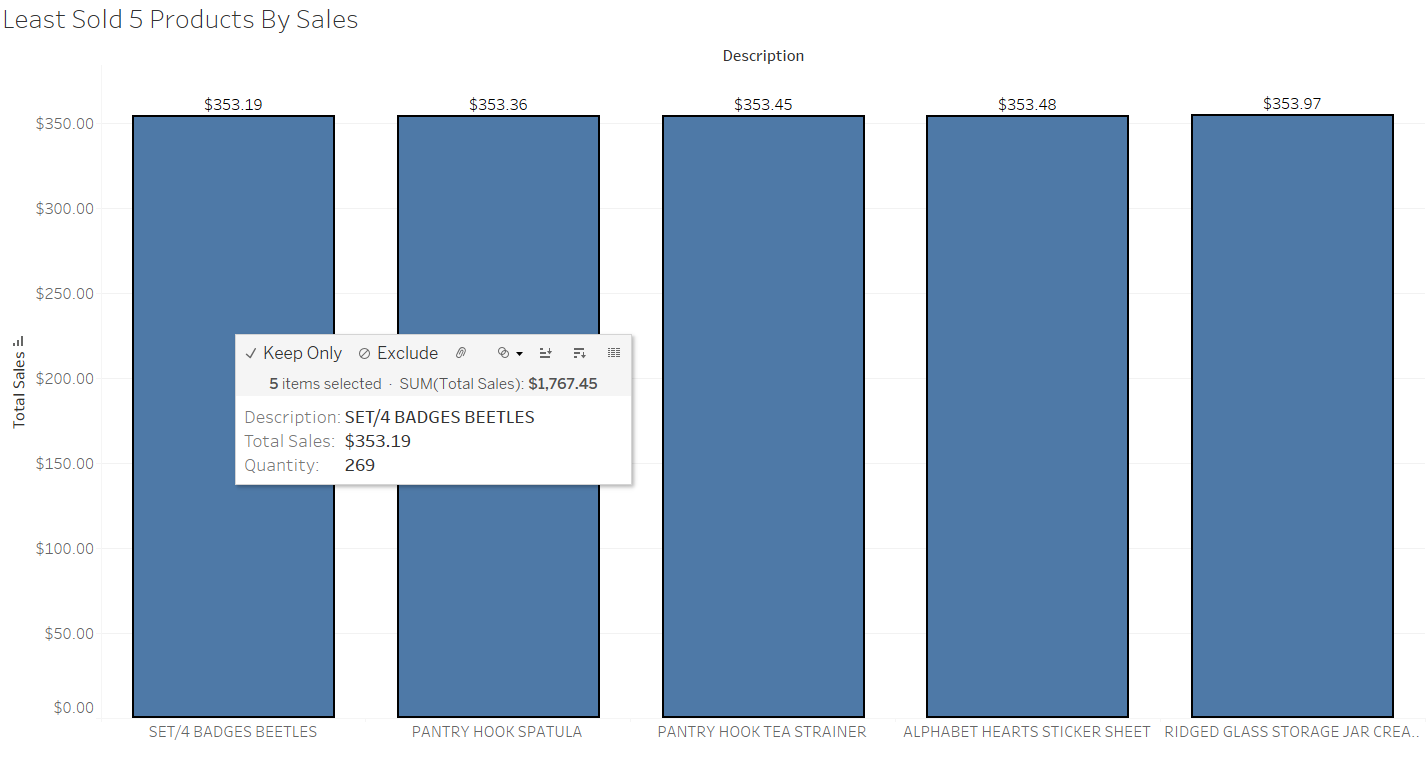 Least Sold 5 Products By Sales
Description
$353.19 $353.36 $353.45 $353.48 $353.97
$350.00
$300.00
$250.00
$200.00
$150.00
$100.00
$50.00
$0.00
Total Sales
Keep Only Exclude
5 items selected · SUM(Total Sales): $1,767.45
Description: SET/4 BADGES BEETLES
Total Sales: $353.19
Quantity: 269
SET/4 BADGES BEETLES PANTRY HOOK SPATULA PANTRY HOOK TEA STRAINER ALPHABET HEARTS STICKER SHEET RIDGED GLASS STORAGE JAR CREA..